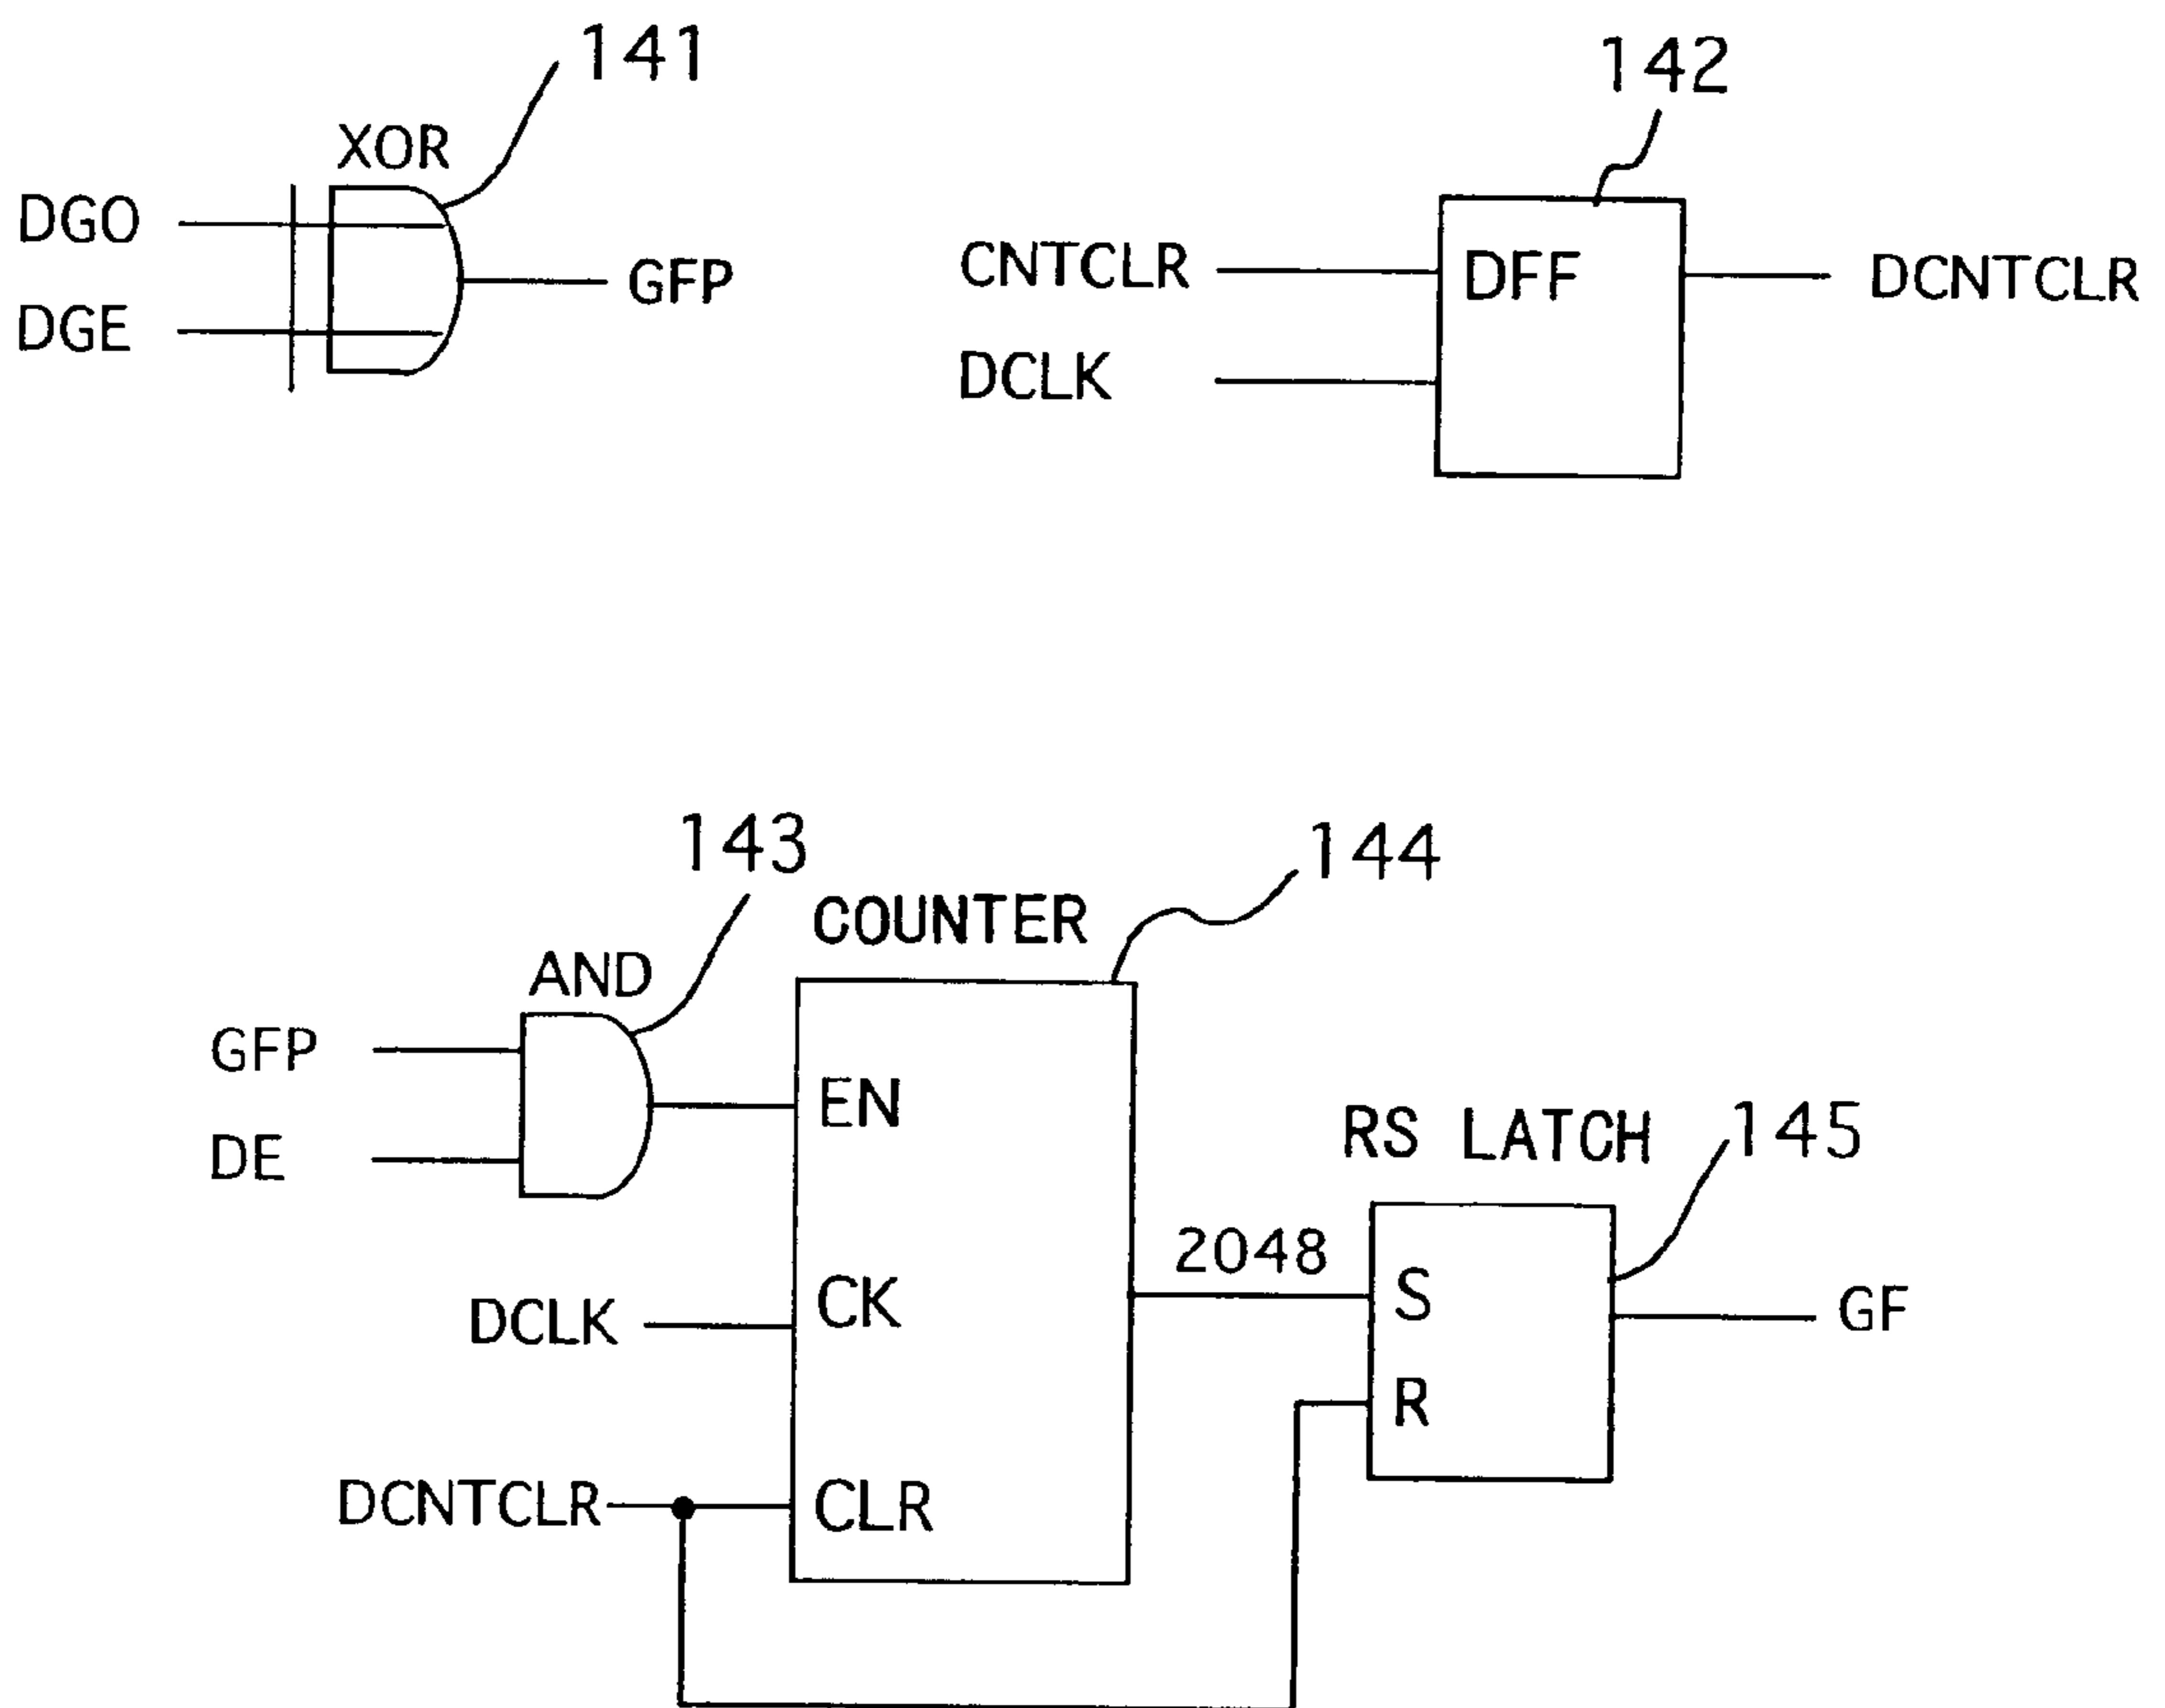 141
142
XOR
DGO
DGE
GFP
CNTCLR
DFF
DCLK
DCNTCLR
143
144
COUNTER
AND
GFP
DE
EN
RS LATCH
145
2048
DCLK
CK
S
GF
R
DCNTCLR
CLR